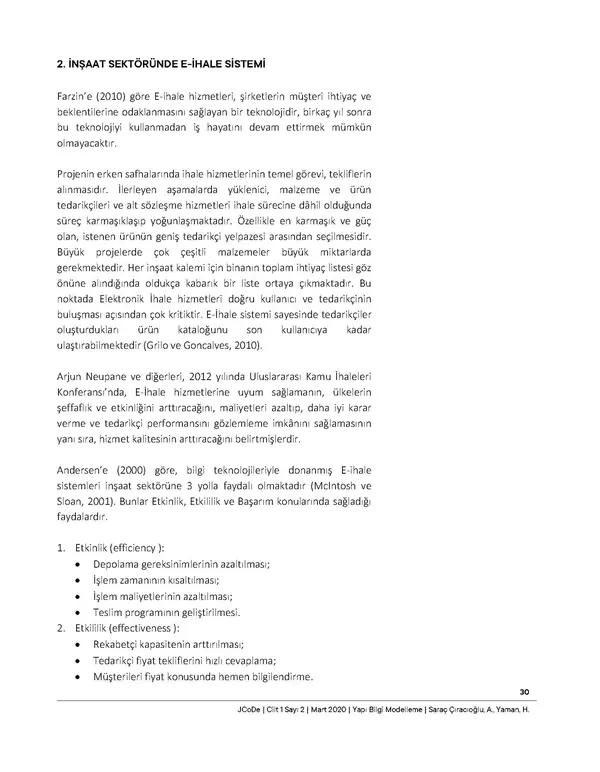 2. İNŞAAT SEKTÖRÜNDE E-İHALE SİSTEMİ
Farzin’e (2010) göre E-ihale hizmetleri, şirketlerin müşteri ihtiyaç ve
beklentilerine odaklanmasını sağlayan bir teknolojidir, birkaç yıl sonra
bu teknolojiyi kullanmadan iş hayatını devam ettirmek mümkün
olmayacaktır.
Projenin erken safhalarında ihale hizmetlerinin temel görevi, tekliflerin
alınmasıdır. İlerleyen aşamalarda yüklenici, malzeme ve ürün
tedarikçileri ve alt sözleşme hizmetleri ihale sürecine dâhil olduğunda
süreç karmaşıklaşıp yoğunlaşmaktadır. Özellikle en karmaşık ve güç
olan, istenen ürünün geniş tedarikçi yelpazesi arasından seçilmesidir.
Büyük projelerde çok çeşitli malzemeler büyük miktarlarda
gerekmektedir. Her inşaat kalemi için binanın toplam ihtiyaç listesi göz
önüne alındığında oldukça kabarık bir liste ortaya çıkmaktadır. Bu
noktada Elektronik İhale hizmetleri doğru kullanıcı ve tedarikçinin
buluşması açısından çok kritiktir. E-İhale sistemi sayesinde tedarikçiler
oluşturdukları ürün kataloğunu son kullanıcıya kadar
ulaştırabilmektedir (Grilo ve Goncalves, 2010).
Arjun Neupane ve diğerleri, 2012 yılında Uluslararası Kamu İhaleleri
Konferansı’nda, E-İhale hizmetlerine uyum sağlamanın, ülkelerin
şeffaflık ve etkinliğini arttıracağını, maliyetleri azaltıp, daha iyi karar
verme ve tedarikçi performansını gözlemleme imkânını sağlamasının
yanı sıra, hizmet kalitesinin arttıracağını belirtmişlerdir.
Andersen’e (2000) göre, bilgi teknolojileriyle donanmış E-ihale
sistemleri inşaat sektörüne 3 yolla faydalı olmaktadır (McIntosh ve
Sloan, 2001). Bunlar Etkinlik, Etkililik ve Başarım konularında sağladığı
faydalardır.
1. Etkinlik (efficiency ):
• Depolama gereksinimlerinin azaltılması;
• İşlem zamanının kısaltılması;
• İşlem maliyetlerinin azaltılması;
• Teslim programının geliştirilmesi.
2. Etkililik (effectiveness ):
• Rekabetçi kapasitenin arttırılması;
• Tedarikçi fiyat tekliflerini hızlı cevaplama;
• Müşterileri fiyat konusunda hemen bilgilendirme.
30
JCoDe | Cilt 1 Sayı 2 | Mart 2020 | Yapı Bilgi Modelleme | Saraç Çıracıoğlu, A., Yaman, H.